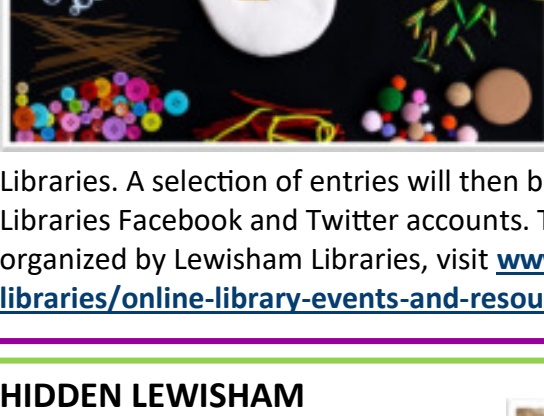 Libraries. A selection of entries will then b
Libraries Facebook and Twitter accounts. T
organized by Lewisham Libraries, visit ww
libraries/online-library-events-and-resou
HIDDEN LEWISHAM